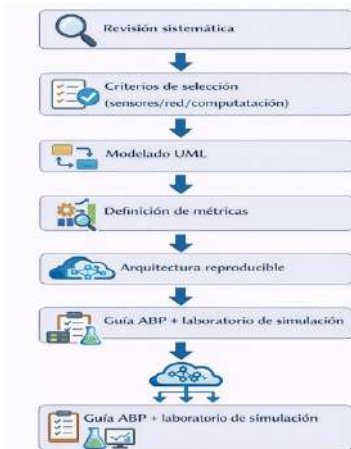 Revisión sistemática
Criterios de selección
(sensores/red/computatación)
Modelado UML
Definición de métricas
Arquitectura reproducible
Guía ABP + laboratorio de simulación
Guía ABP + laboratorio de simulación